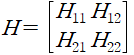 H = [ H₁₁ H₁₂
H₂₁ H₂₂ ]